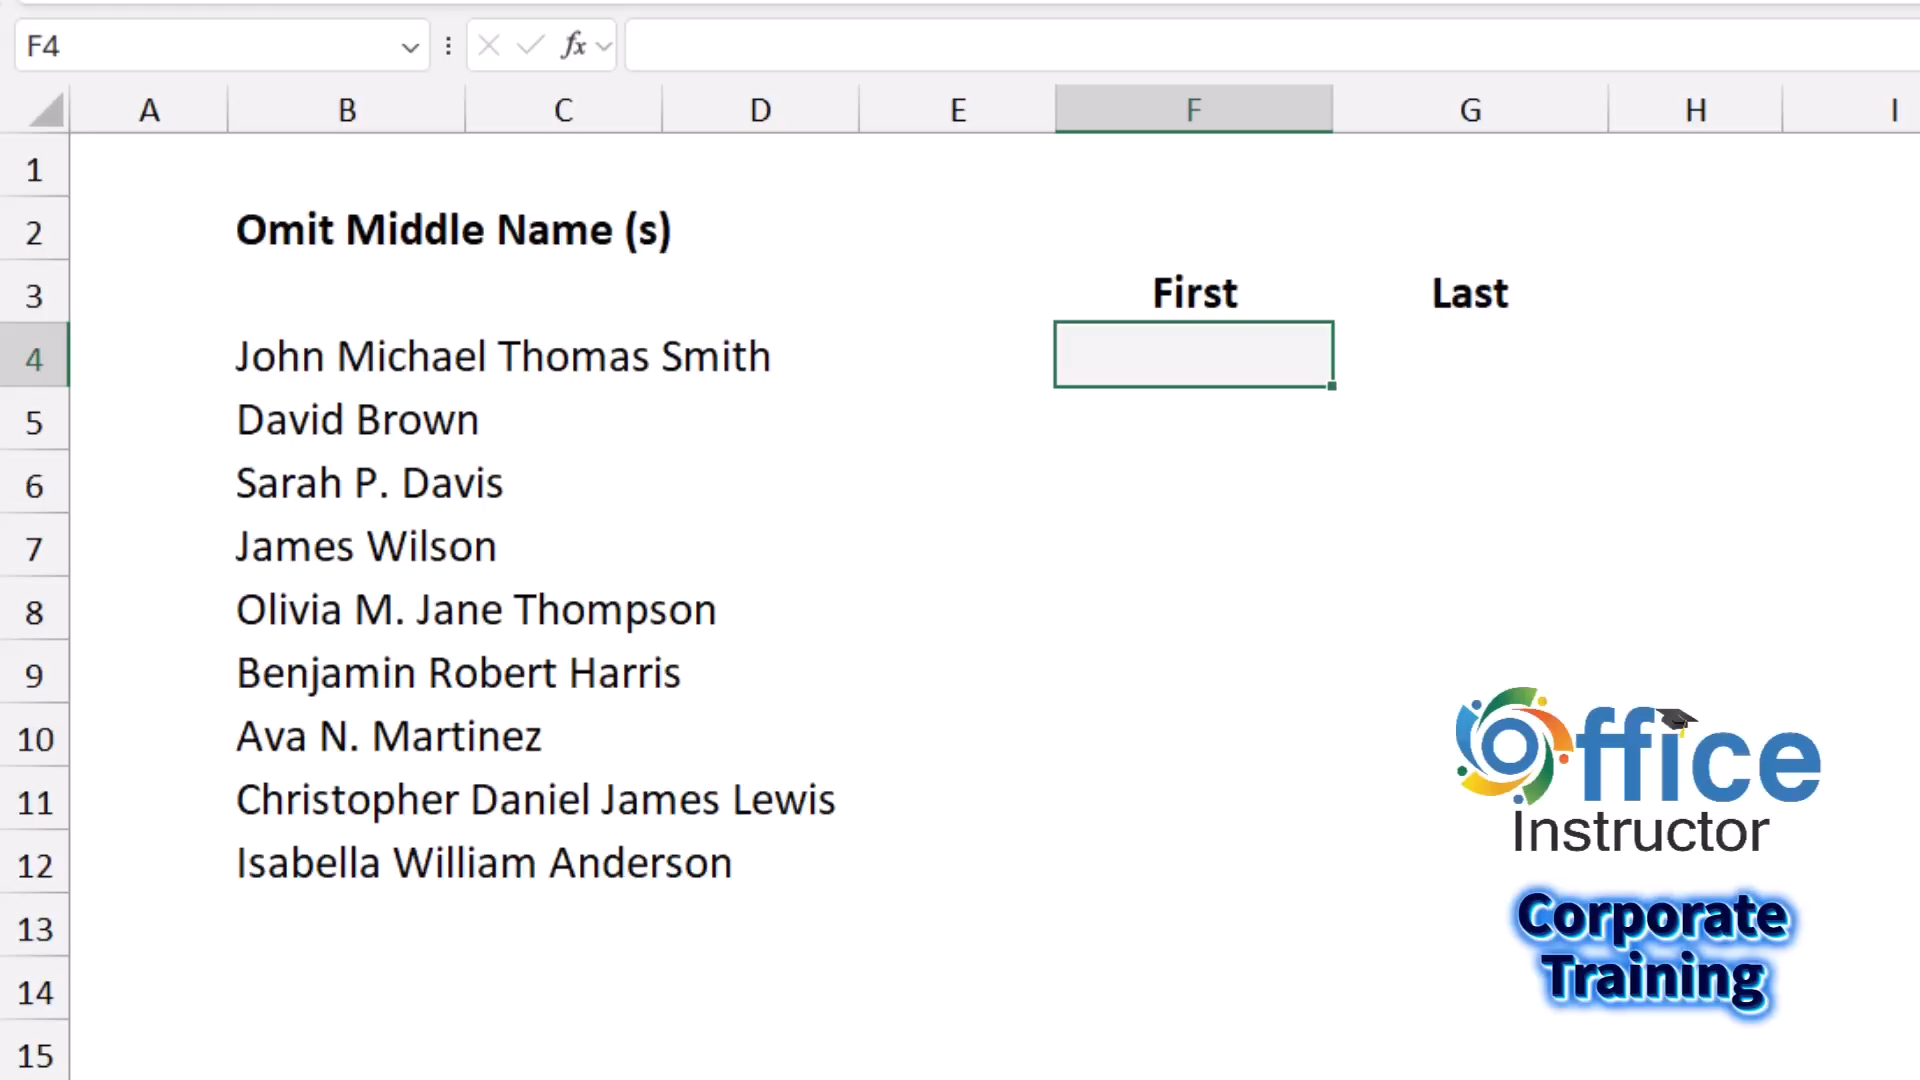 F4
fx
A B C D E F G H I
1
2 Omit Middle Name (s)
3 First Last
4 John Michael Thomas Smith
5 David Brown
6 Sarah P. Davis
7 James Wilson
8 Olivia M. Jane Thompson
9 Benjamin Robert Harris
10 Ava N. Martinez
11 Christopher Daniel James Lewis
12 Isabella William Anderson
13
14
15
Office
Instructor
Corporate
Training